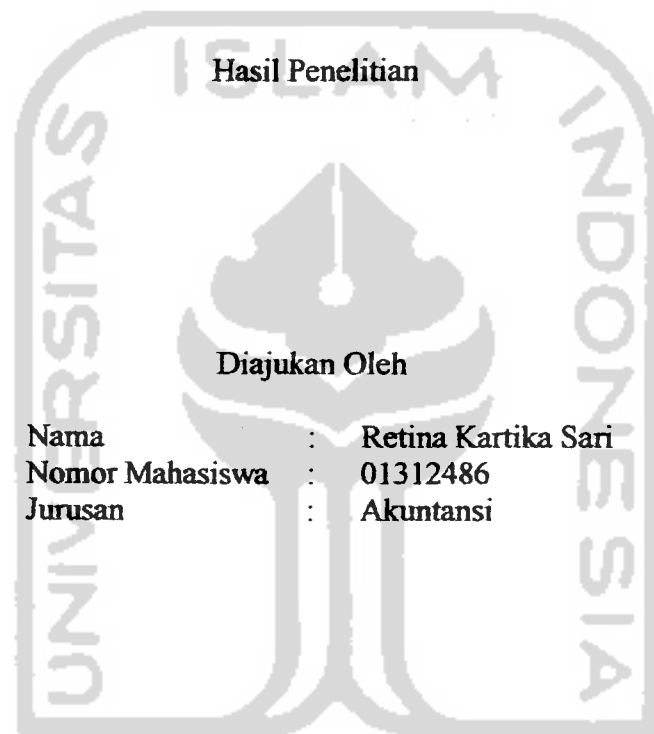 UNIVERSITAS ISLAM INDONESIA
Hasil Penelitian
Diajukan Oleh
Nama : Retina Kartika Sari
Nomor Mahasiswa : 01312486
Jurusan : Akuntansi